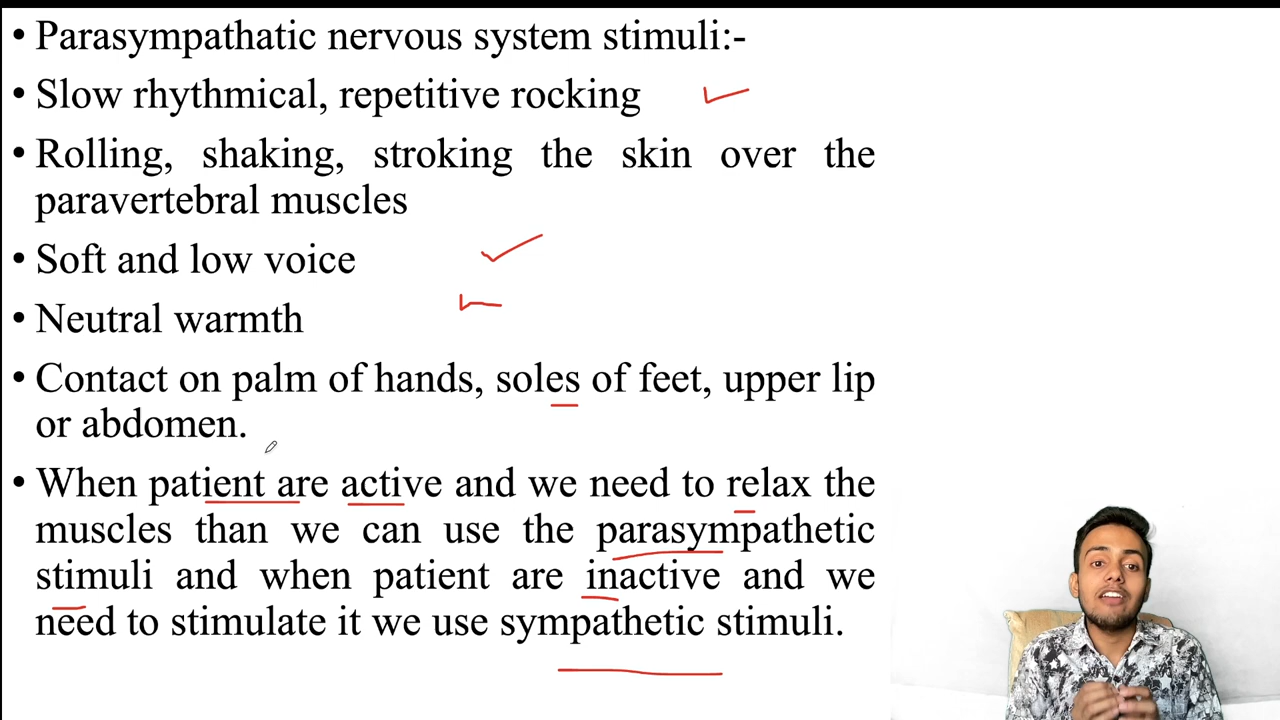 • Parasympathatic nervous system stimuli:-
• Slow rhythmical, repetitive rocking
• Rolling, shaking, stroking the skin over the
paravertebral muscles
• Soft and low voice
• Neutral warmth
• Contact on palm of hands, soles of feet, upper lip
or abdomen.
• When patient are active and we need to relax the
muscles than we can use the parasympathetic
stimuli and when patient are inactive and we
need to stimulate it we use sympathetic stimuli.